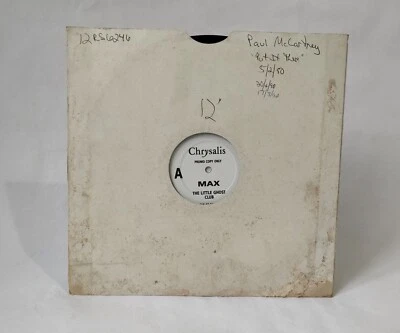 12RS6246
Paul McCartney
"Put It There"
5/2/90
12"
Chrysalis
PROMO COPY ONLY
A
MAX
THE LITTLE GHOST
CLUB